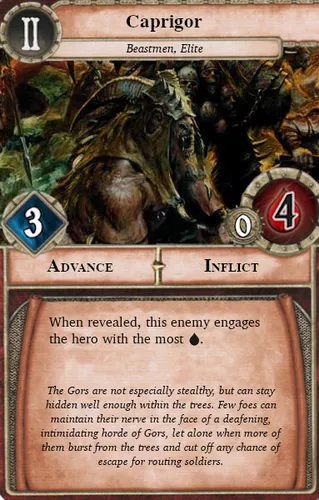 II
Caprigor
Beastmen, Elite
3
0
4
ADVANCE
INFLICT
When revealed, this enemy engages
the hero with the most .
The Gors are not especially stealthy, but can stay
hidden well enough within the trees. Few foes can
maintain their nerve in the face of a deafening,
intimidating horde of Gors, let alone when more of
them burst from the trees and cut off any chance of
escape for routing soldiers.